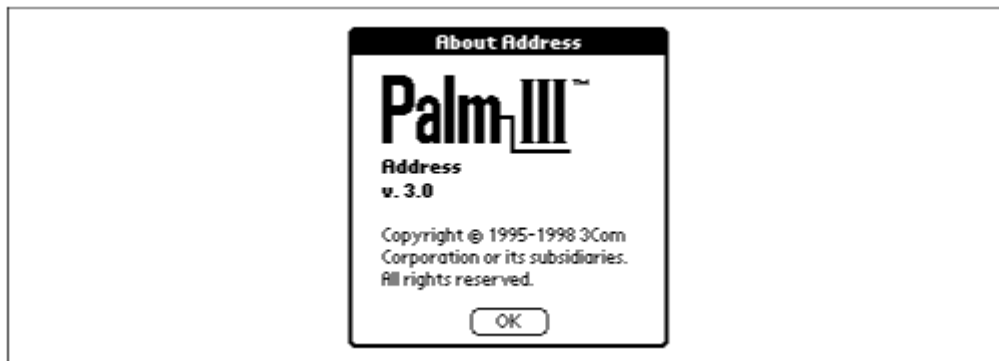 About Address
Palm III™
Address
v. 3.0
Copyright © 1995-1998 3Com
Corporation or its subsidiaries.
All rights reserved.
OK